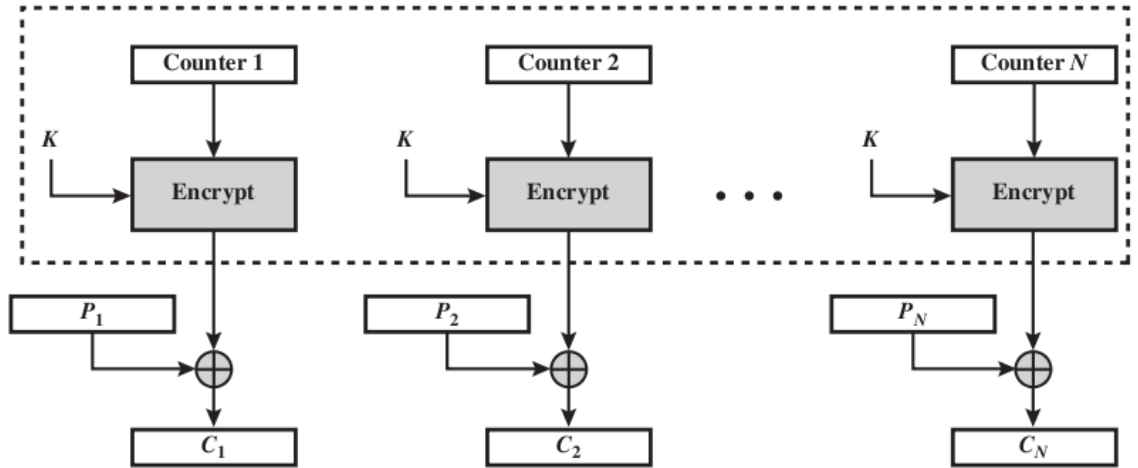 Counter 1 Counter 2 Counter N
K K K
Encrypt Encrypt • • • Encrypt
P1 P2 PN
C1 C2 CN